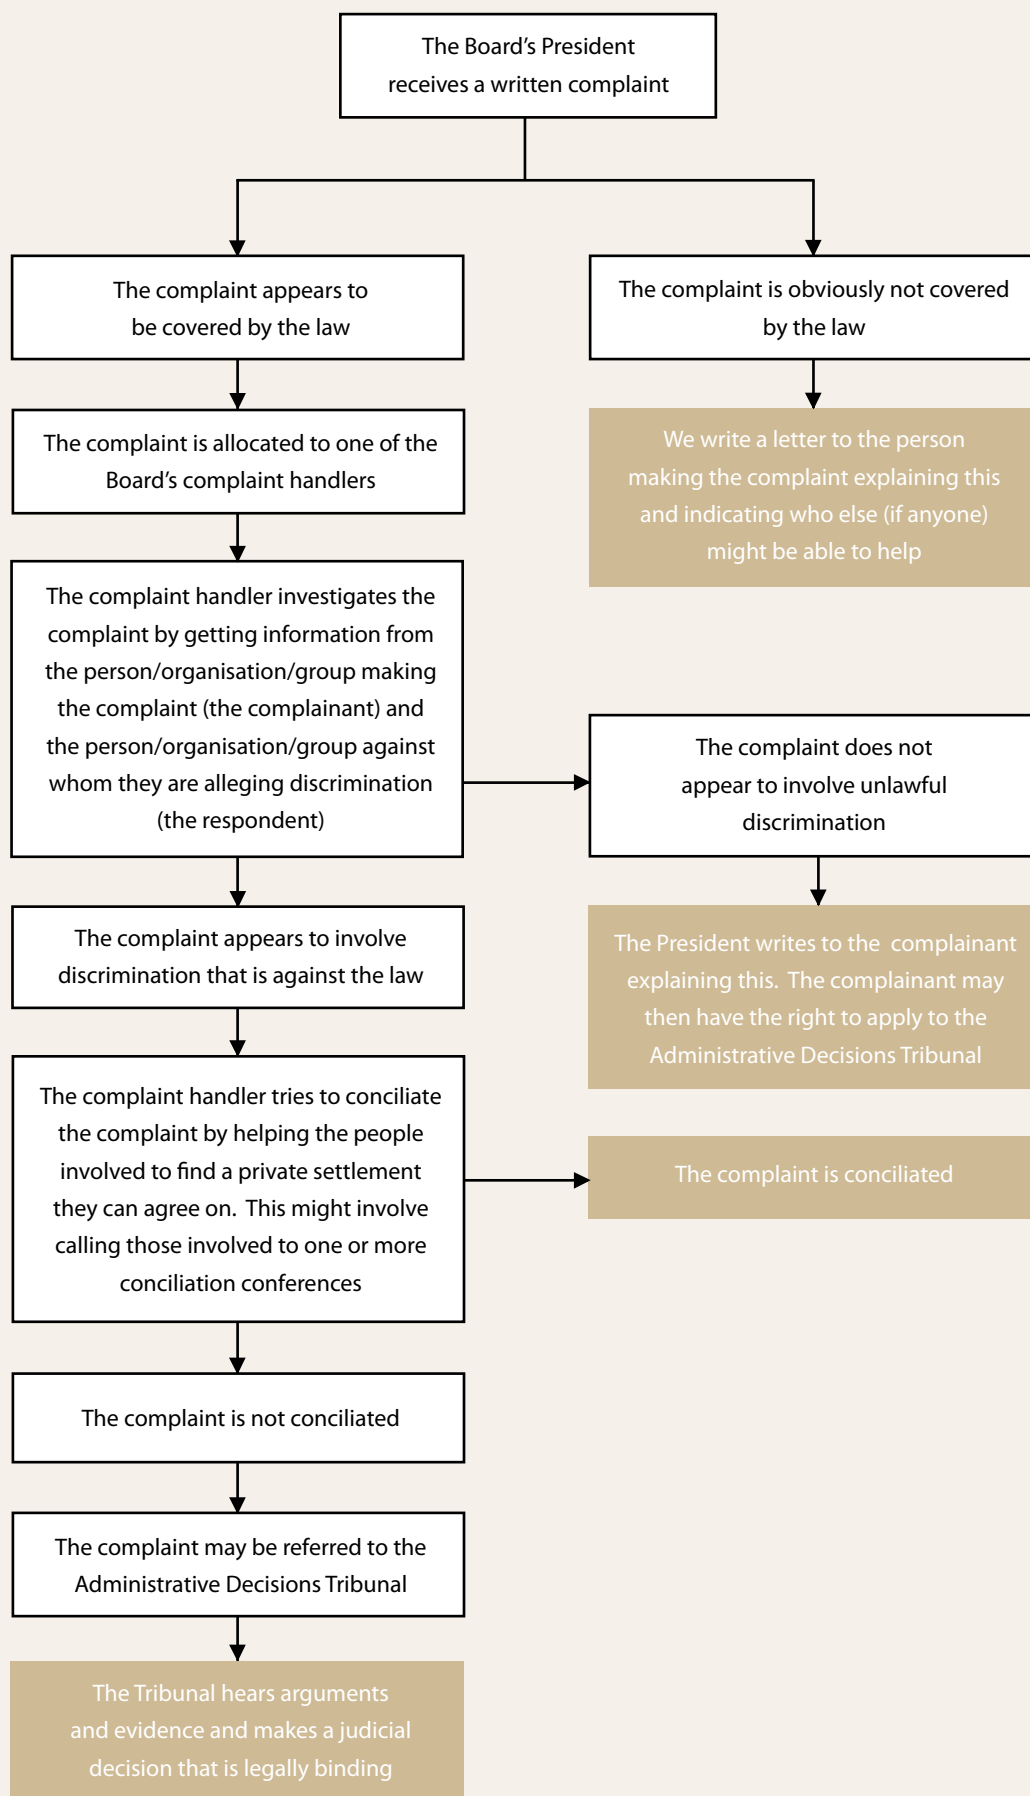 The Board’s President
receives a written complaint
The complaint appears to
be covered by the law
The complaint is obviously not covered
by the law
The complaint is allocated to one of the
Board’s complaint handlers
We write a letter to the person
making the complaint explaining this
and indicating who else (if anyone)
might be able to help
The complaint handler investigates the
complaint by getting information from
the person/organisation/group making
the complaint (the complainant) and
the person/organisation/group against
whom they are alleging discrimination
(the respondent)
The complaint does not
appear to involve unlawful
discrimination
The complaint appears to involve
discrimination that is against the law
The President writes to the complainant
explaining this. The complainant may
then have the right to apply to the
Administrative Decisions Tribunal
The complaint handler tries to conciliate
the complaint by helping the people
involved to find a private settlement
they can agree on. This might involve
calling those involved to one or more
conciliation conferences
The complaint is conciliated
The complaint is not conciliated
The complaint may be referred to the
Administrative Decisions Tribunal
The Tribunal hears arguments
and evidence and makes a judicial
decision that is legally binding